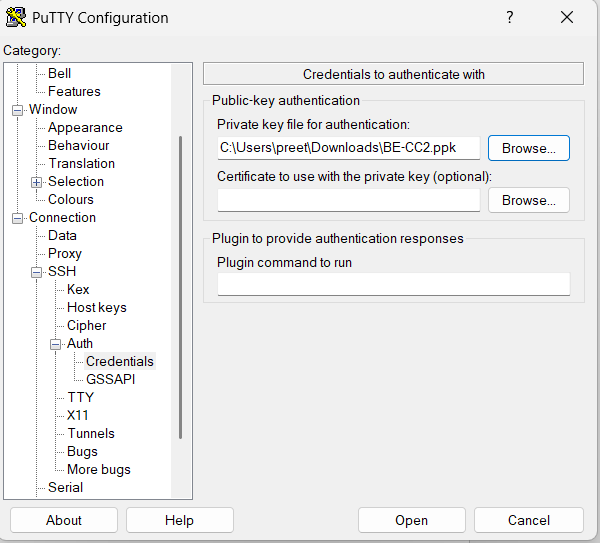 PuTTY Configuration
?
Category:
Bell
Features
Window
Appearance
Behaviour
Translation
Selection
Colours
Connection
Data
Proxy
SSH
Kex
Host keys
Cipher
Auth
Credentials
GSSAPI
TTY
X11
Tunnels
Bugs
More bugs
Serial
Credentials to authenticate with
Public-key authentication
Private key file for authentication:
C:\Users\preet\Downloads\BE-CC2.ppk Browse...
Certificate to use with the private key (optional):
Browse...
Plugin to provide authentication responses
Plugin command to run
About Help Open Cancel